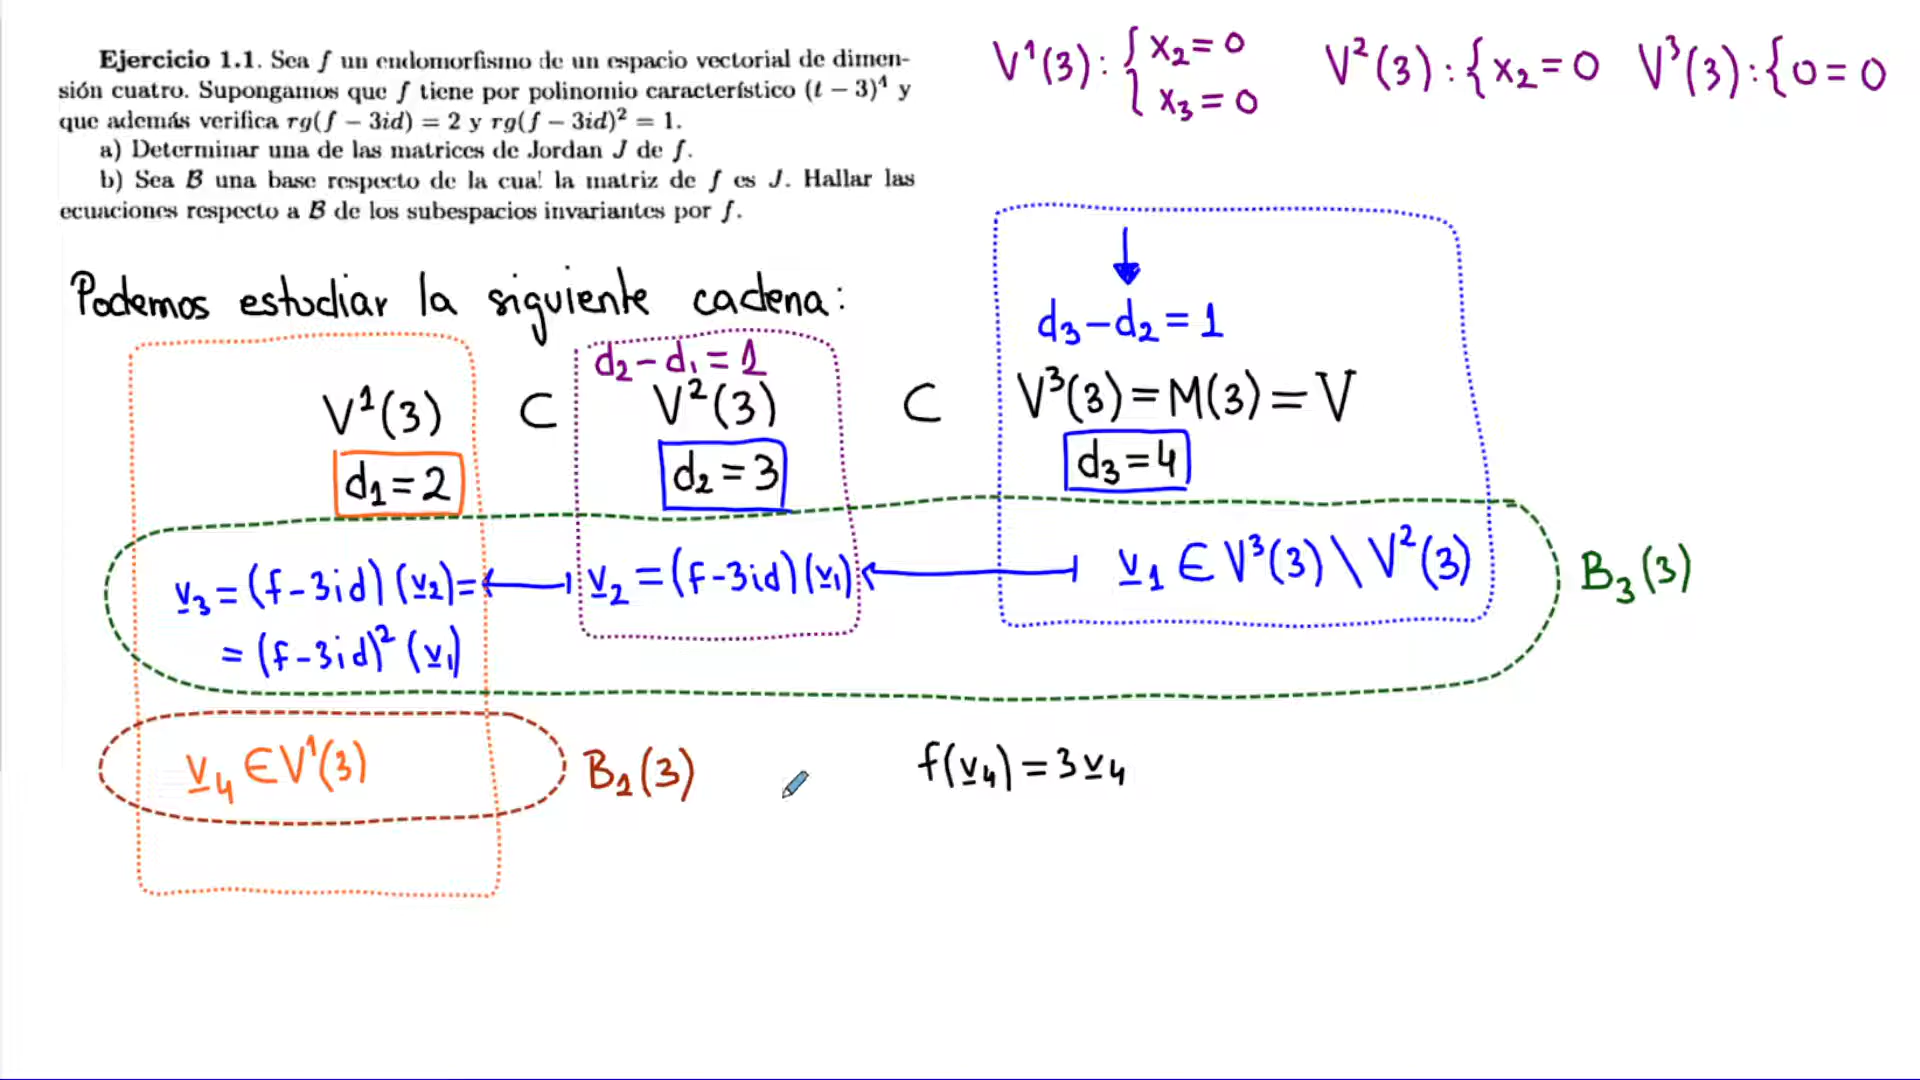 Ejercicio 1.1. Sea f un endomorfismo de un espacio vectorial de dimen-
sión cuatro. Supongamos que f tiene por polinomio característico (t − 3)⁴ y
que además verifica rg(f − 3id) = 2 y rg(f − 3id)² = 1.
a) Determinar una de las matrices de Jordan J de f.
b) Sea B una base respecto de la cual la matriz de f es J. Hallar las
ecuaciones respecto a B de los subespacios invariantes por f.
V¹(3): { x₂ = 0
x₃ = 0
V²(3): { x₂ = 0
V³(3): { 0 = 0
Podemos estudiar la siguiente cadena:
d₂ − d₁ = 1
d₃ − d₂ = 1
V¹(3) ⊂ V²(3) ⊂ V³(3) = M(3) = V
d₁ = 2
d₂ = 3
d₃ = 4
v₃ = (f-3id)(v₂) = ← v₂ = (f-3id)(v₁) ← v₁ ∈ V³(3) \ V²(3)
= (f-3id)² (v₁)
B₃(3)
v₄ ∈ V¹(3)
B₁(3)
f(v₄) = 3v₄